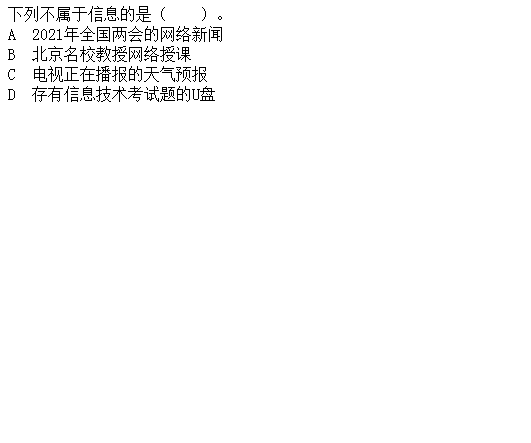 下列不属于信息的是（　　）。
A　2021年全国两会的网络新闻
B　北京名校教授网络授课
C　电视正在播报的天气预报
D　存有信息技术考试题的U盘